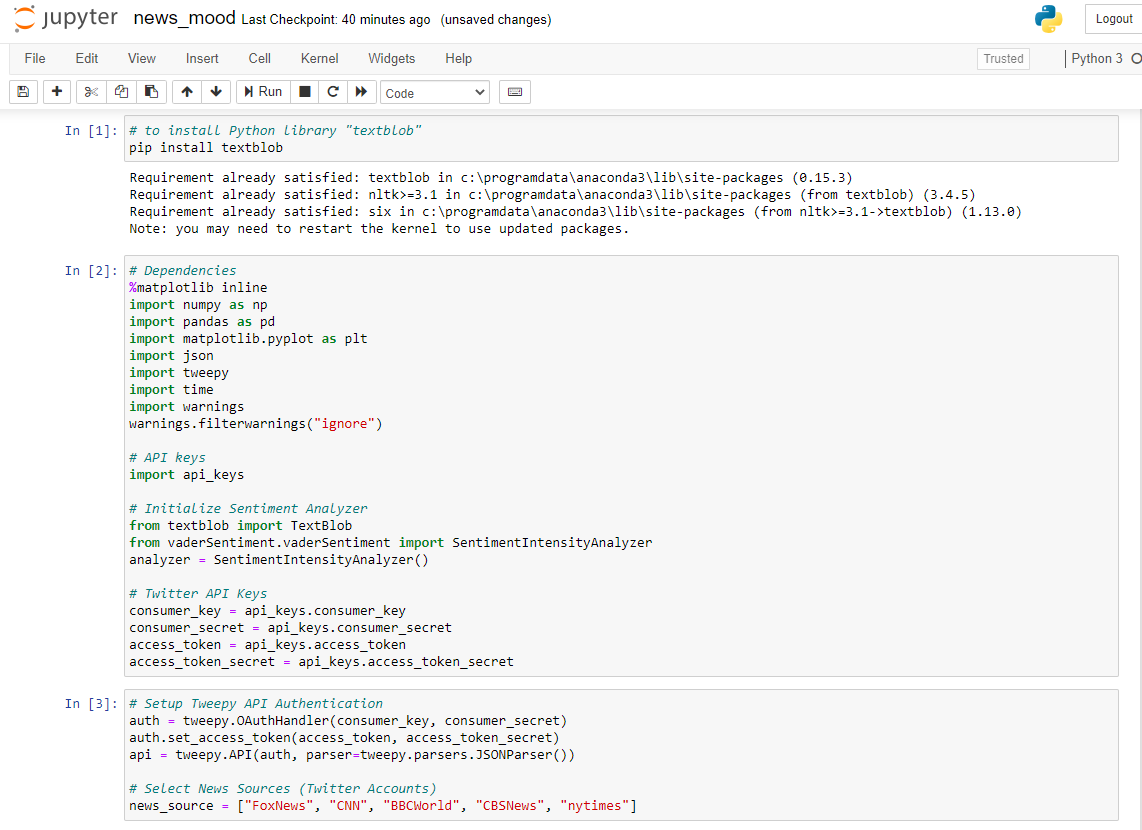 jupyter news_mood Last Checkpoint: 40 minutes ago (unsaved changes) Logout
File Edit View Insert Cell Kernel Widgets Help Trusted Python 3
Run Code
In [1]: # to install Python library "textblob"
pip install textblob
Requirement already satisfied: textblob in c:\programdata\anaconda3\lib\site-packages (0.15.3)
Requirement already satisfied: nltk>=3.1 in c:\programdata\anaconda3\lib\site-packages (from textblob) (3.4.5)
Requirement already satisfied: six in c:\programdata\anaconda3\lib\site-packages (from nltk>=3.1->textblob) (1.13.0)
Note: you may need to restart the kernel to use updated packages.
In [2]: # Dependencies
%matplotlib inline
import numpy as np
import pandas as pd
import matplotlib.pyplot as plt
import json
import tweepy
import time
import warnings
warnings.filterwarnings("ignore")
# API keys
import api_keys
# Initialize Sentiment Analyzer
from textblob import TextBlob
from vaderSentiment.vaderSentiment import SentimentIntensityAnalyzer
analyzer = SentimentIntensityAnalyzer()
# Twitter API Keys
consumer_key = api_keys.consumer_key
consumer_secret = api_keys.consumer_secret
access_token = api_keys.access_token
access_token_secret = api_keys.access_token_secret
In [3]: # Setup Tweepy API Authentication
auth = tweepy.OAuthHandler(consumer_key, consumer_secret)
auth.set_access_token(access_token, access_token_secret)
api = tweepy.API(auth, parser=tweepy.parsers.JSONParser())
# Select News Sources (Twitter Accounts)
news_source = ["FoxNews", "CNN", "BBCWorld", "CBSNews", "nytimes"]